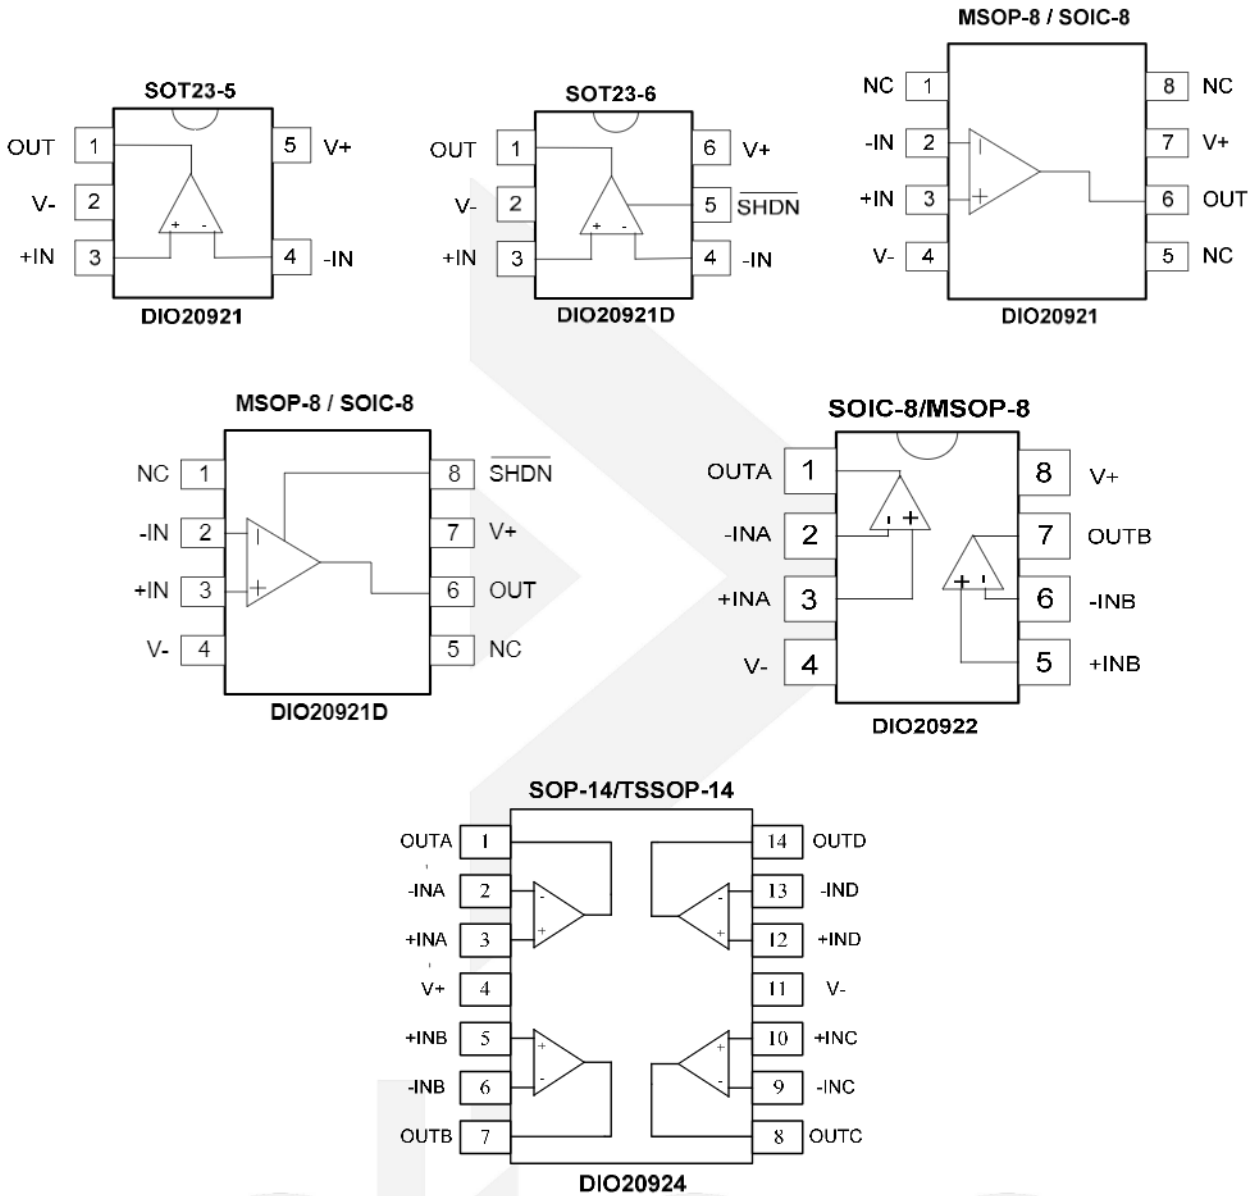 MSOP-8 / SOIC-8
NC 1 8 NC
-IN 2 7 V+
+IN 3 6 OUT
V- 4 5 NC
DIO20921
SOT23-5
OUT 1 5 V+
V- 2
+IN 3 4 -IN
+ -
DIO20921
SOT23-6
OUT 1 6 V+
V- 2 5 SHDN
+IN 3 4 -IN
+ -
DIO20921D
MSOP-8 / SOIC-8
NC 1 8 SHDN
-IN 2 7 V+
+IN 3 6 OUT
V- 4 5 NC
DIO20921D
SOIC-8/MSOP-8
OUTA 1 8 V+
-INA 2 7 OUTB
+INA 3 6 -INB
V- 4 5 +INB
- +
+ -
DIO20922
SOP-14/TSSOP-14
OUTA 1 14 OUTD
-INA 2 13 -IND
+INA 3 12 +IND
V+ 4 11 V-
+INB 5 10 +INC
-INB 6 9 -INC
OUTB 7 8 OUTC
DIO20924